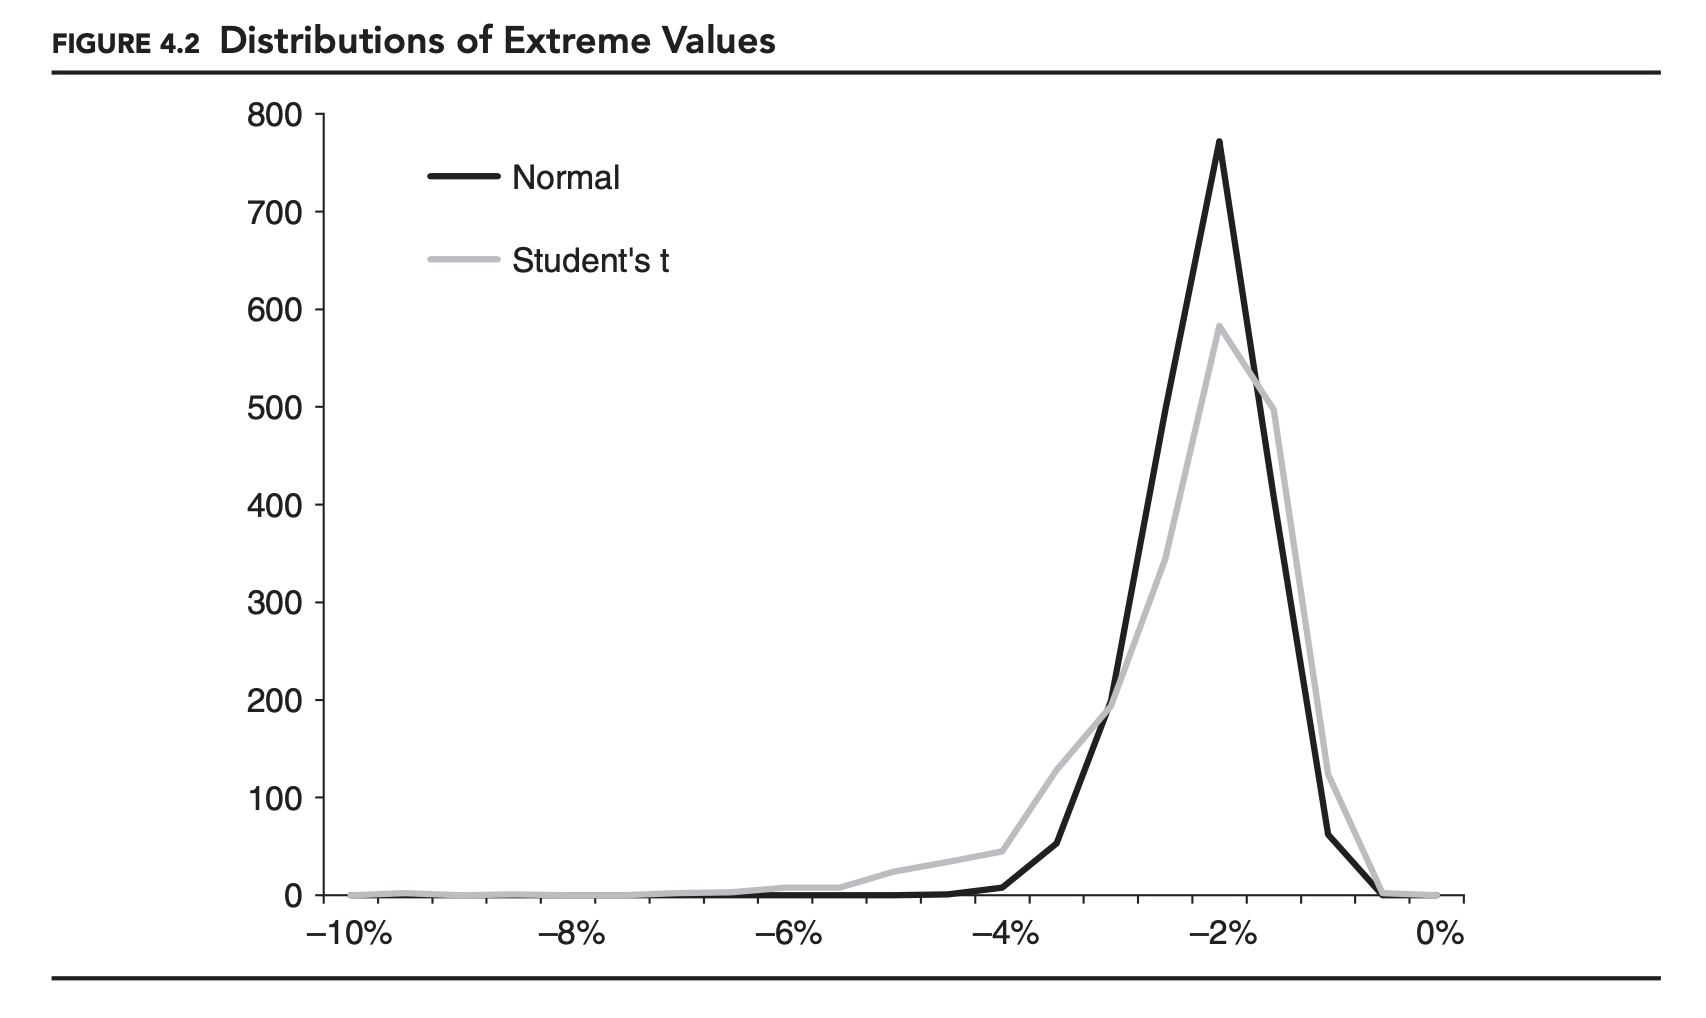 FIGURE 4.2 Distributions of Extreme Values
800
Normal
700
Student's t
600
500
400
300
200
100
0
–10% –8% –6% –4% –2% 0%